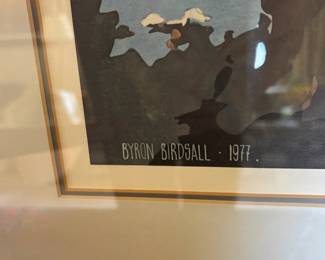 BYRON BIRDSALL · 1977.